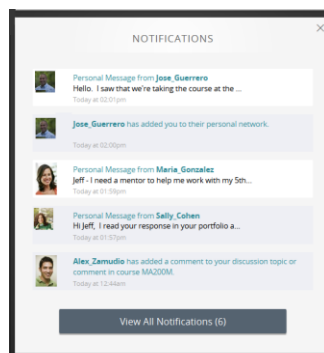 NOTIFICATIONS
Personal Message from Jose_Guerrero
Hello. I saw that we're taking the course at the ...
Today at 02:01pm
Jose_Guerrero has added you to their personal network.
Today at 02:00pm
Personal Message from Maria_Gonzalez
Jeff - I need a mentor to help me work with my 5th...
Today at 01:58pm
Personal Message from Sally_Cohen
Hi Jeff, I read your response in your portfolio a...
Today at 01:57pm
Alex_Zamudio has added a comment to your discussion topic or
comment in course MA200M.
Today at 12:44am
View All Notifications (6)